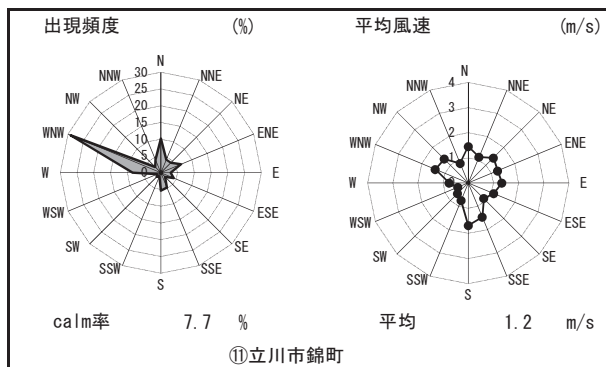 出現頻度 (%)
N
NNW NNE
NW NE
WNW ENE
W E
WSW ESE
SW SE
SSW SSE
S
30
25
20
15
10
5
0
calm率 7.7 %
平均風速 (m/s)
N
NNW NNE
NW NE
WNW ENE
W E
WSW ESE
SW SE
SSW SSE
S
4
3
2
平均 1.2 m/s
⑪立川市錦町